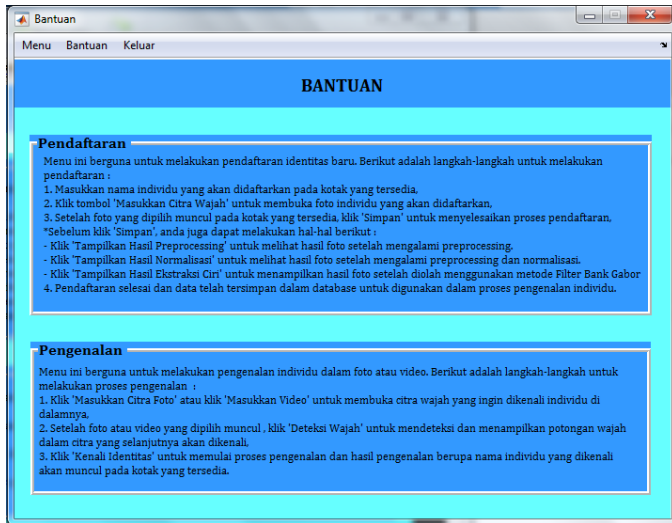 Bantuan
Menu Bantuan Keluar
BANTUAN
Pendaftaran
Menu ini berguna untuk melakukan pendaftaran identitas baru. Berikut adalah langkah-langkah untuk melakukan
pendaftaran :
1. Masukkan nama individu yang akan didaftarkan pada kotak yang tersedia,
2. Klik tombol 'Masukkan Citra Wajah' untuk membuka foto individu yang akan didaftarkan,
3. Setelah foto yang dipilih muncul pada kotak yang tersedia, klik 'Simpan' untuk menyelesaikan proses pendaftaran,
*Sebelum klik 'Simpan', anda juga dapat melakukan hal-hal berikut :
- Klik 'Tampilkan Hasil Preprocessing' untuk melihat hasil foto setelah mengalami preprocessing.
- Klik 'Tampilkan Hasil Normalisasi' untuk melihat hasil foto setelah mengalami preprocessing dan normalisasi.
- Klik 'Tampilkan Hasil Ekstraksi Ciri' untuk menampilkan hasil foto setelah diolah menggunakan metode Filter Bank Gabor
4. Pendaftaran selesai dan data telah tersimpan dalam database untuk digunakan dalam proses pengenalan individu.
Pengenalan
Menu ini berguna untuk melakukan pengenalan individu dalam foto atau video. Berikut adalah langkah-langkah untuk
melakukan proses pengenalan :
1. Klik 'Masukkan Citra Foto' atau klik 'Masukkan Video' untuk membuka citra wajah yang ingin dikenali individu di
dalamnya,
2. Setelah foto atau video yang dipilih muncul , klik 'Deteksi Wajah' untuk mendeteksi dan menampilkan potongan wajah
dalam citra yang selanjutnya akan dikenali,
3. Klik 'Kenali Identitas' untuk memulai proses pengenalan dan hasil pengenalan berupa nama individu yang dikenali
akan muncul pada kotak yang tersedia.